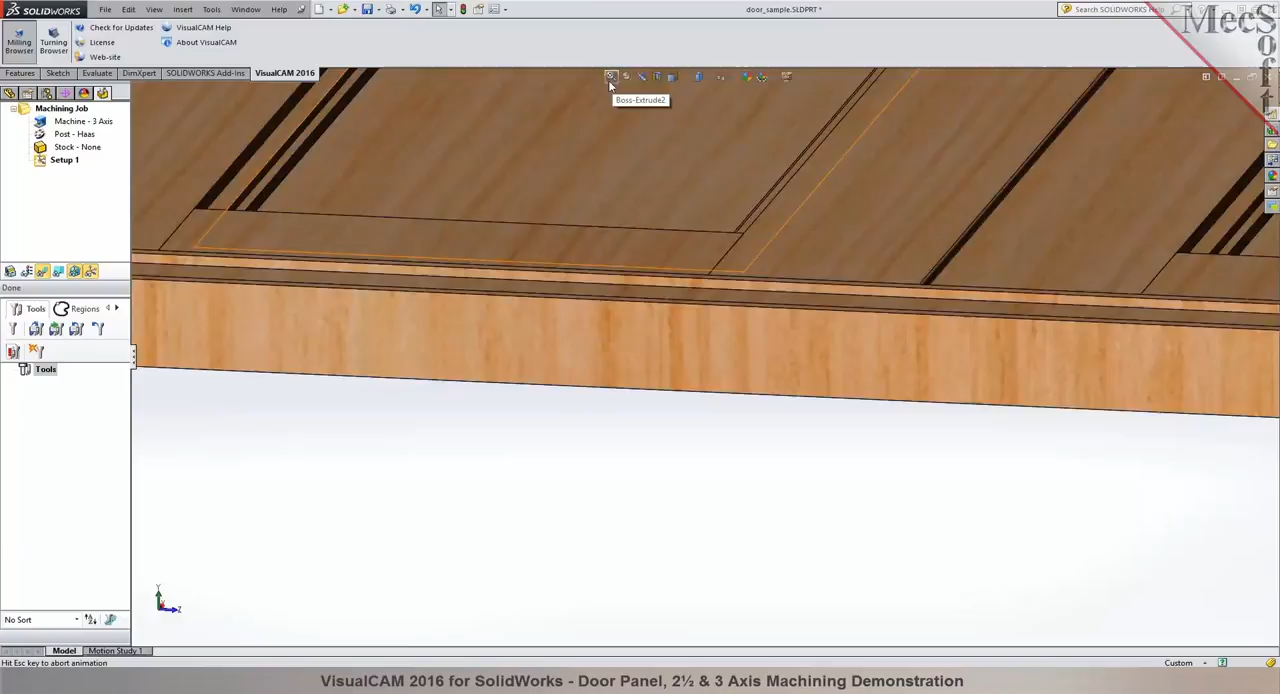 SOLIDWORKS File Edit View Insert Tools Window Help door_sample.SLDPRT * Search SOLIDWORKS Help
MecSoft
Milling Browser
Turning Browser
Check for Updates VisualCAM Help
License About VisualCAM
Web-site
Features Sketch Evaluate DimXpert SOLIDWORKS Add-Ins VisualCAM 2016
Boss-Extrude2
Machining Job
Machine - 3 Axis
Post - Haas
Stock - None
Setup 1
Done
Tools Regions
Tools
Y
Z
No Sort
Model Motion Study 1
Hit Esc key to abort animation Custom
VisualCAM 2016 for SolidWorks - Door Panel, 2½ & 3 Axis Machining Demonstration